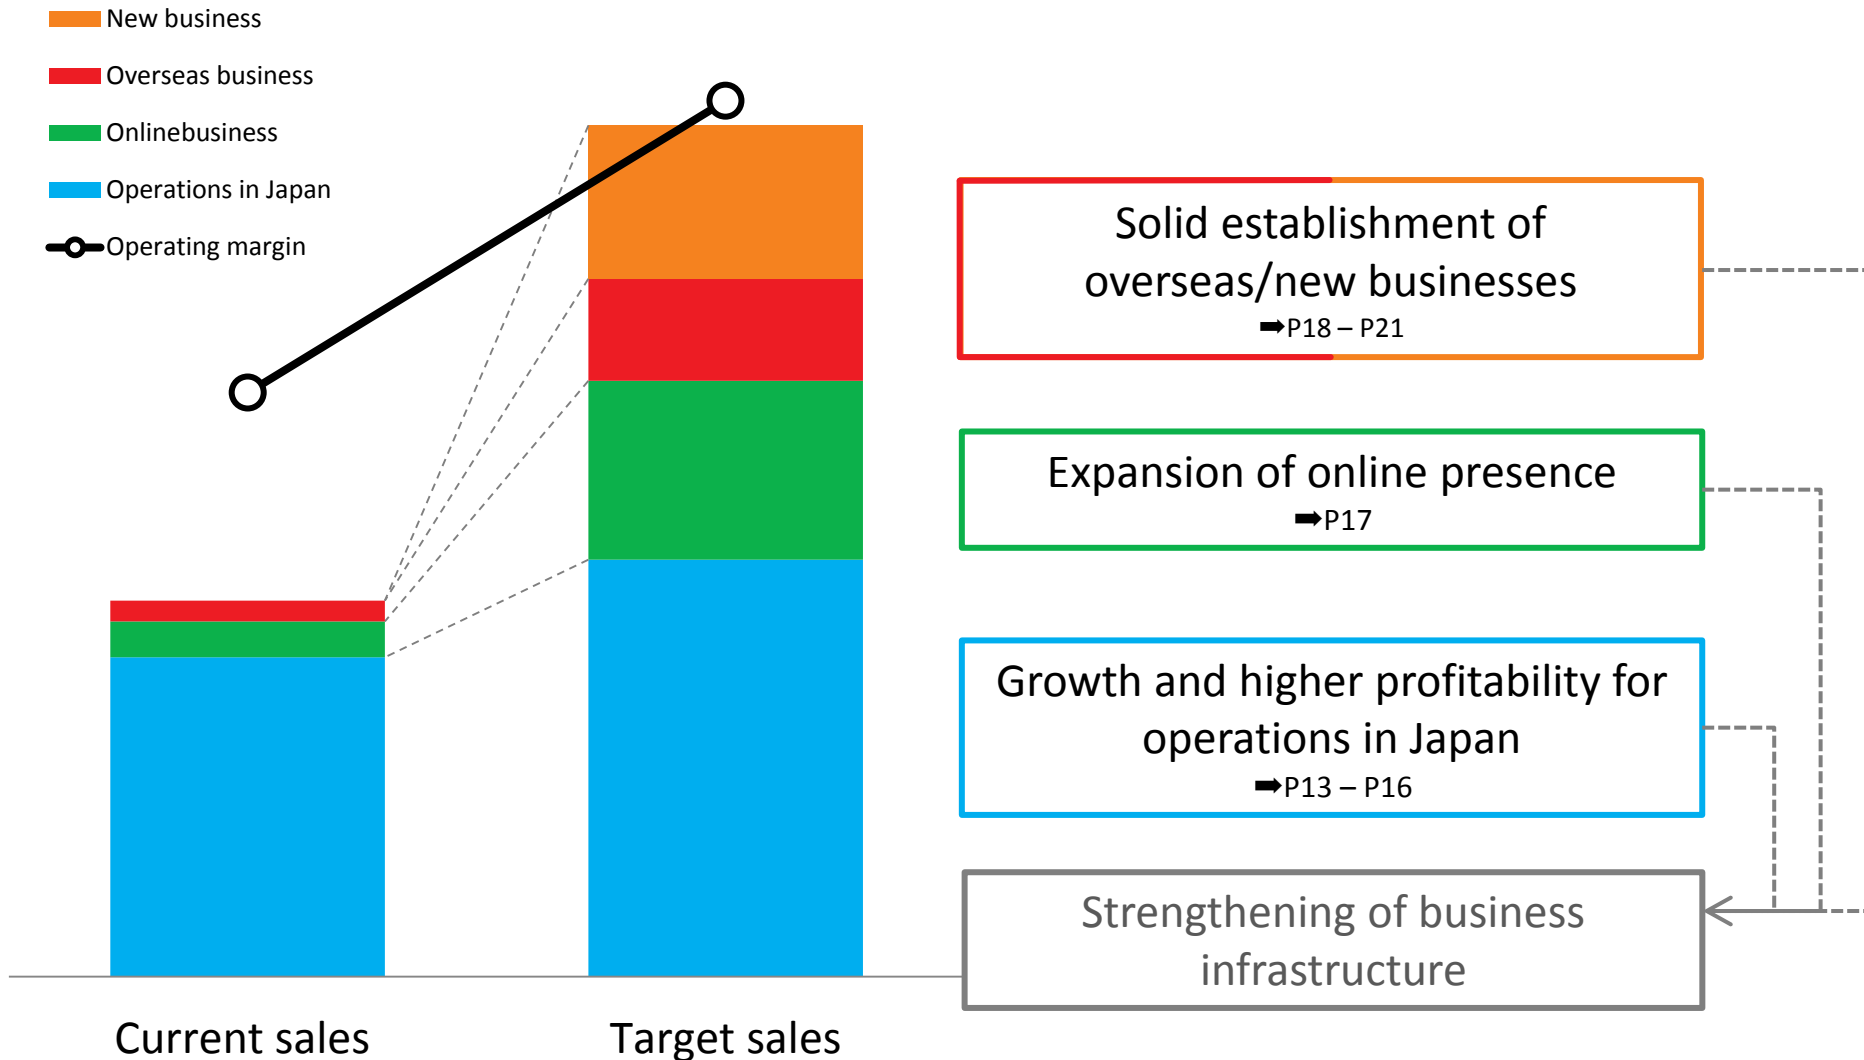 New business
Overseas business
Onlinebusiness
Operations in Japan
Operating margin
Solid establishment of
overseas/new businesses
➡P18 – P21
Expansion of online presence
➡P17
Growth and higher profitability for
operations in Japan
➡P13 – P16
Strengthening of business
infrastructure
Current sales
Target sales